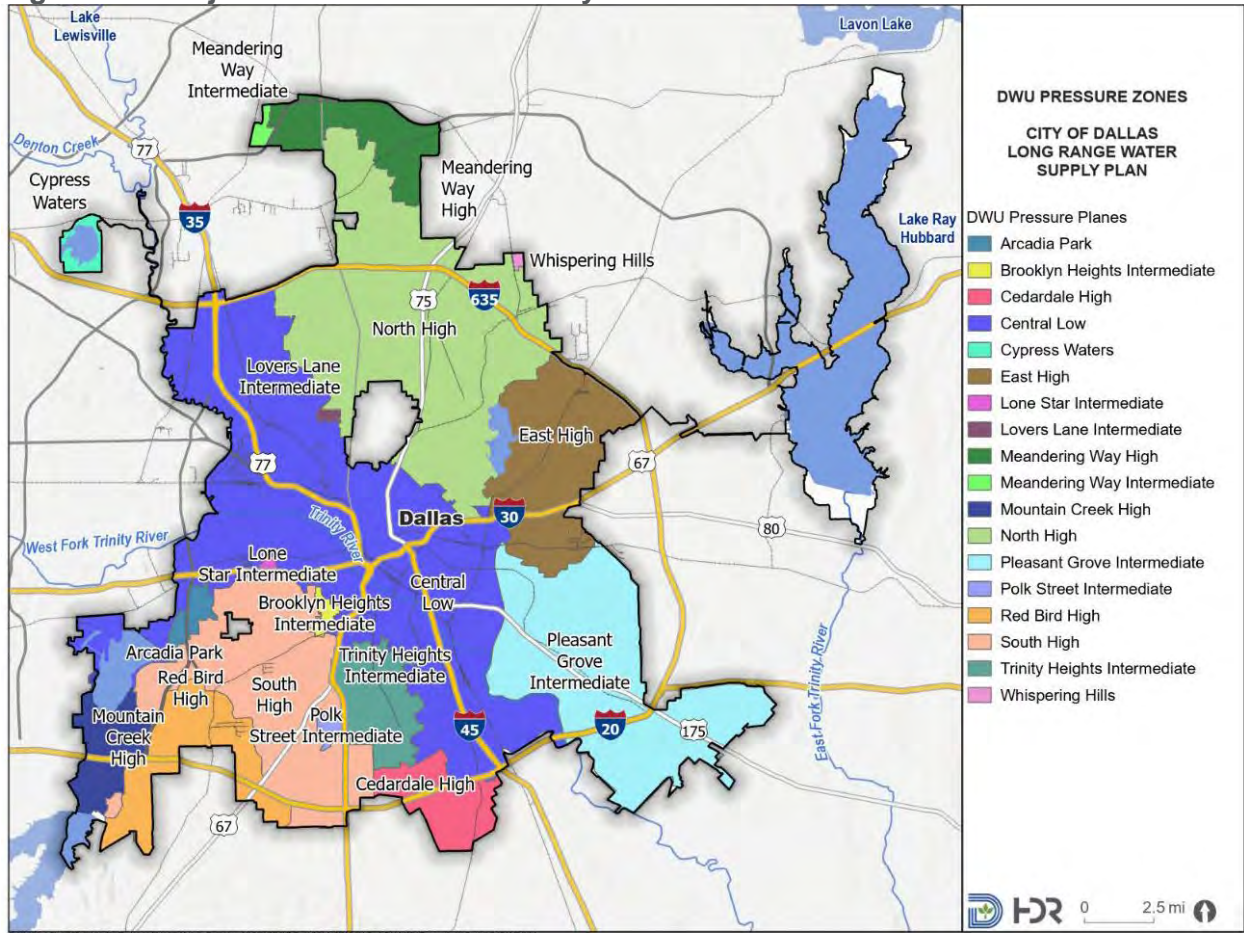 Lake
Lewisville
Lavon Lake
Meandering
Way
Intermediate
Denton Creek
77
Cypress
Waters
35
Meandering
Way
High
Lake Ray
Hubbard
Whispering Hills
75
635
North High
Lovers Lane
Intermediate
East High
77
67
Trinity River
Dallas
30
80
West Fork Trinity River
Lone
Star Intermediate
Central
Low
Brooklyn Heights
Intermediate
Arcadia Park
Trinity Heights
Intermediate
Pleasant
Grove
Intermediate
Red Bird
High
South
High
Mountain
Creek
High
Polk
Street Intermediate
45
20
175
East Fork Trinity River
Cedardale High
67
DWU PRESSURE ZONES
CITY OF DALLAS
LONG RANGE WATER
SUPPLY PLAN
DWU Pressure Planes
Arcadia Park
Brooklyn Heights Intermediate
Cedardale High
Central Low
Cypress Waters
East High
Lone Star Intermediate
Lovers Lane Intermediate
Meandering Way High
Meandering Way Intermediate
Mountain Creek High
North High
Pleasant Grove Intermediate
Polk Street Intermediate
Red Bird High
South High
Trinity Heights Intermediate
Whispering Hills
HDR
0 2.5 mi